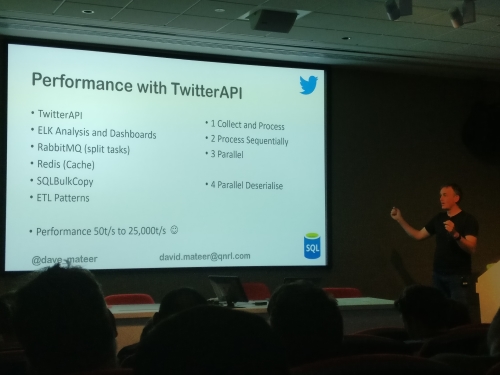 Performance with TwitterAPI
• TwitterAPI
• ELK Analysis and Dashboards
• RabbitMQ (split tasks)
• Redis (Cache)
• SQLBulkCopy
• ETL Patterns
• Performance 50t/s to 25,000t/s ☺
• 1 Collect and Process
• 2 Process Sequentially
• 3 Parallel
• 4 Parallel Deserialise
@dave_mateer
david.mateer@qnrl.com
SQL